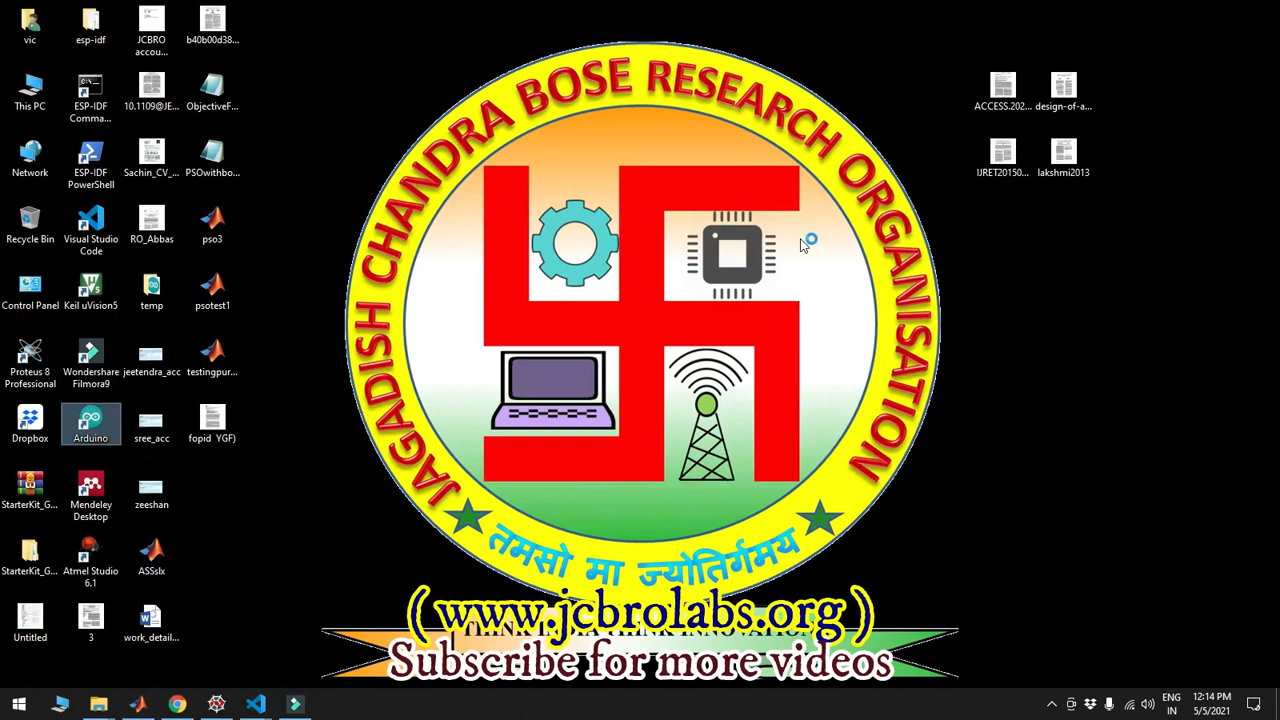 vic
esp-idf
JCBRO
accou...
b40b00d38...
This PC
ESP-IDF
Comma...
10.1109@JE...
ObjectiveF...
Network
ESP-IDF
PowerShell
Sachin_CV_...
PSOwithbo...
Recycle Bin
Visual Studio
Code
RO_Abbas
pso3
Control Panel
Keil uVision5
temp
psotest1
Proteus 8
Professional
Wondershare
Filmora9
jeetendra_acc
testingpur...
Dropbox
Arduino
sree_acc
fopid_YGF)
StarterKit_G...
Mendeley
Desktop
zeeshan
StarterKit_G...
Atmel Studio
6.1
ASSslx
Untitled
3
work_detail...
ACCESS.202...
design-of-a...
IJRET20150...
lakshmi2013
JAGADISH CHANDRA BOSE RESEARCH ORGANISATION
तमसो मा ज्योतिर्गमय
( www.jcbrolabs.org )
Subscribe for more videos
ENG
IN
12:14 PM
5/5/2021